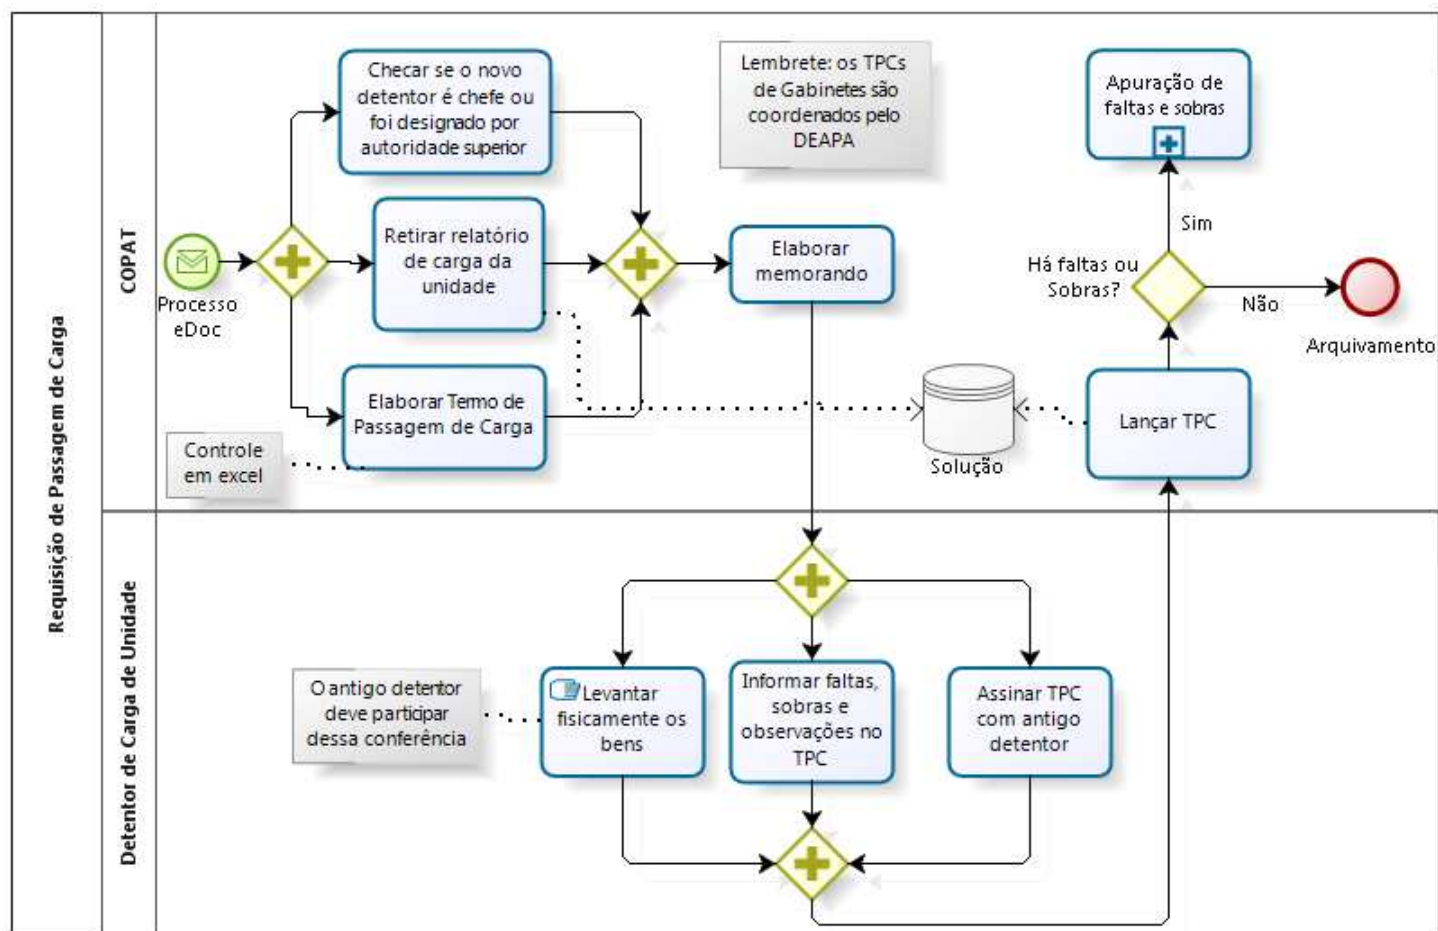 Requisição de Passagem de Carga
COPAT
Processo
eDoc
Checar se o novo
detentor é chefe ou
foi designado por
autoridade superior
Retirar relatório
de carga da
unidade
Elaborar Termo de
Passagem de Carga
Controle
em excel
Lembrete: os TPCs
de Gabinetes são
coordenados pelo
DEAPA
Elaborar
memorando
Solução
Apuração de
faltas e sobras
Sim
Há faltas ou
Sobras?
Não
Arquivamento
Lançar TPC
Detentor de Carga de Unidade
O antigo detentor
deve participar
dessa conferência
Levantar
fisicamente os
bens
Informar faltas,
sobras e
observações no
TPC
Assinar TPC
com antigo
detentor